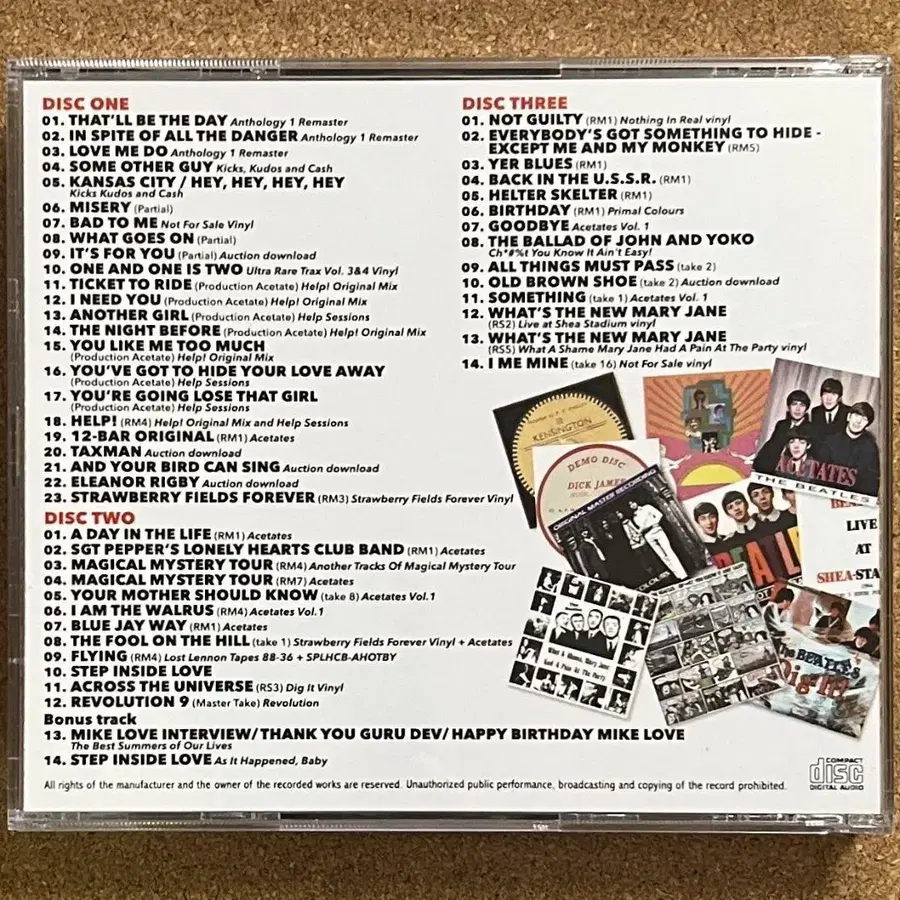 DISC ONE
01. THAT'LL BE THE DAY Anthology 1 Remaster
02. IN SPITE OF ALL THE DANGER Anthology 1 Remaster
03. LOVE ME DO Anthology 1 Remaster
04. SOME OTHER GUY Kicks, Kudos and Cash
05. KANSAS CITY / HEY, HEY, HEY, HEY
Kicks Kudos and Cash
06. MISERY (Partial)
07. BAD TO ME Not For Sale Vinyl
08. WHAT GOES ON (Partial)
09. IT'S FOR YOU (Partial) Auction download
10. ONE AND ONE IS TWO Ultra Rare Trax Vol. 3&4 Vinyl
11. TICKET TO RIDE (Production Acetate) Help! Original Mix
12. I NEED YOU (Production Acetate) Help! Original Mix
13. ANOTHER GIRL (Production Acetate) Help Sessions
14. THE NIGHT BEFORE (Production Acetate) Help! Original Mix
15. YOU LIKE ME TOO MUCH
(Production Acetate) Help! Original Mix
16. YOU'VE GOT TO HIDE YOUR LOVE AWAY
(Production Acetate) Help Sessions
17. YOU'RE GOING LOSE THAT GIRL
(Production Acetate) Help Sessions
18. HELP! (RM4) Help! Original Mix and Help Sessions
19. 12-BAR ORIGINAL (RM1) Acetates
20. TAXMAN Auction download
21. AND YOUR BIRD CAN SING Auction download
22. ELEANOR RIGBY Auction download
23. STRAWBERRY FIELDS FOREVER (RM3) Strawberry Fields Forever Vinyl
DISC TWO
01. A DAY IN THE LIFE (RM1) Acetates
02. SGT PEPPER'S LONELY HEARTS CLUB BAND (RM1) Acetates
03. MAGICAL MYSTERY TOUR (RM4) Another Tracks Of Magical Mystery Tour
04. MAGICAL MYSTERY TOUR (RM7) Acetates
05. YOUR MOTHER SHOULD KNOW (take 8) Acetates Vol.1
06. I AM THE WALRUS (RM4) Acetates Vol.1
07. BLUE JAY WAY (RM1) Acetates
08. THE FOOL ON THE HILL (take 1) Strawberry Fields Forever Vinyl + Acetates
09. FLYING (RM4) Lost Lennon Tapes 88-36 + SPLHCB-AHOTBY
10. STEP INSIDE LOVE
11. ACROSS THE UNIVERSE (RS3) Dig It Vinyl
12. REVOLUTION 9 (Master Take) Revolution
Bonus track
13. MIKE LOVE INTERVIEW/THANK YOU GURU DEV/HAPPY BIRTHDAY MIKE LOVE
The Best Summers of Our Lives
14. STEP INSIDE LOVE As It Happened, Baby
DISC THREE
01. NOT GUILTY (RM1) Nothing In Real vinyl
02. EVERYBODY'S GOT SOMETHING TO HIDE -
EXCEPT ME AND MY MONKEY (RM5)
03. YER BLUES (RM1)
04. BACK IN THE U.S.S.R. (RM1)
05. HELTER SKELTER (RM1)
06. BIRTHDAY (RM1) Primal Colours
07. GOODBYE Acetates Vol. 1
08. THE BALLAD OF JOHN AND YOKO
Ch*#%t You Know It Ain't Easy!
09. ALL THINGS MUST PASS (take 2)
10. OLD BROWN SHOE (take 2) Auction download
11. SOMETHING (take 1) Acetates Vol. 1
12. WHAT'S THE NEW MARY JANE
(RS2) Live at Shea Stadium vinyl
13. WHAT'S THE NEW MARY JANE
(RS5) What A Shame Mary Jane Had A Pain At The Party vinyl
14. I ME MINE (take 16) Not For Sale vinyl
KENSINGTON
DEMO DISC
DICK JAMES
ORIGINAL MASTER RECORDING
ACETATES
THE BEATLES
LIVE
AT
SHEA-STA
What A Shame, Mary Jane
Had A Pain At The Party
The BEATLES
Dig It!
All rights of the manufacturer and the owner of the recorded works are reserved. Unauthorized public performance, broadcasting and copying of the record prohibited.
COMPACT
disc
DIGITAL AUDIO